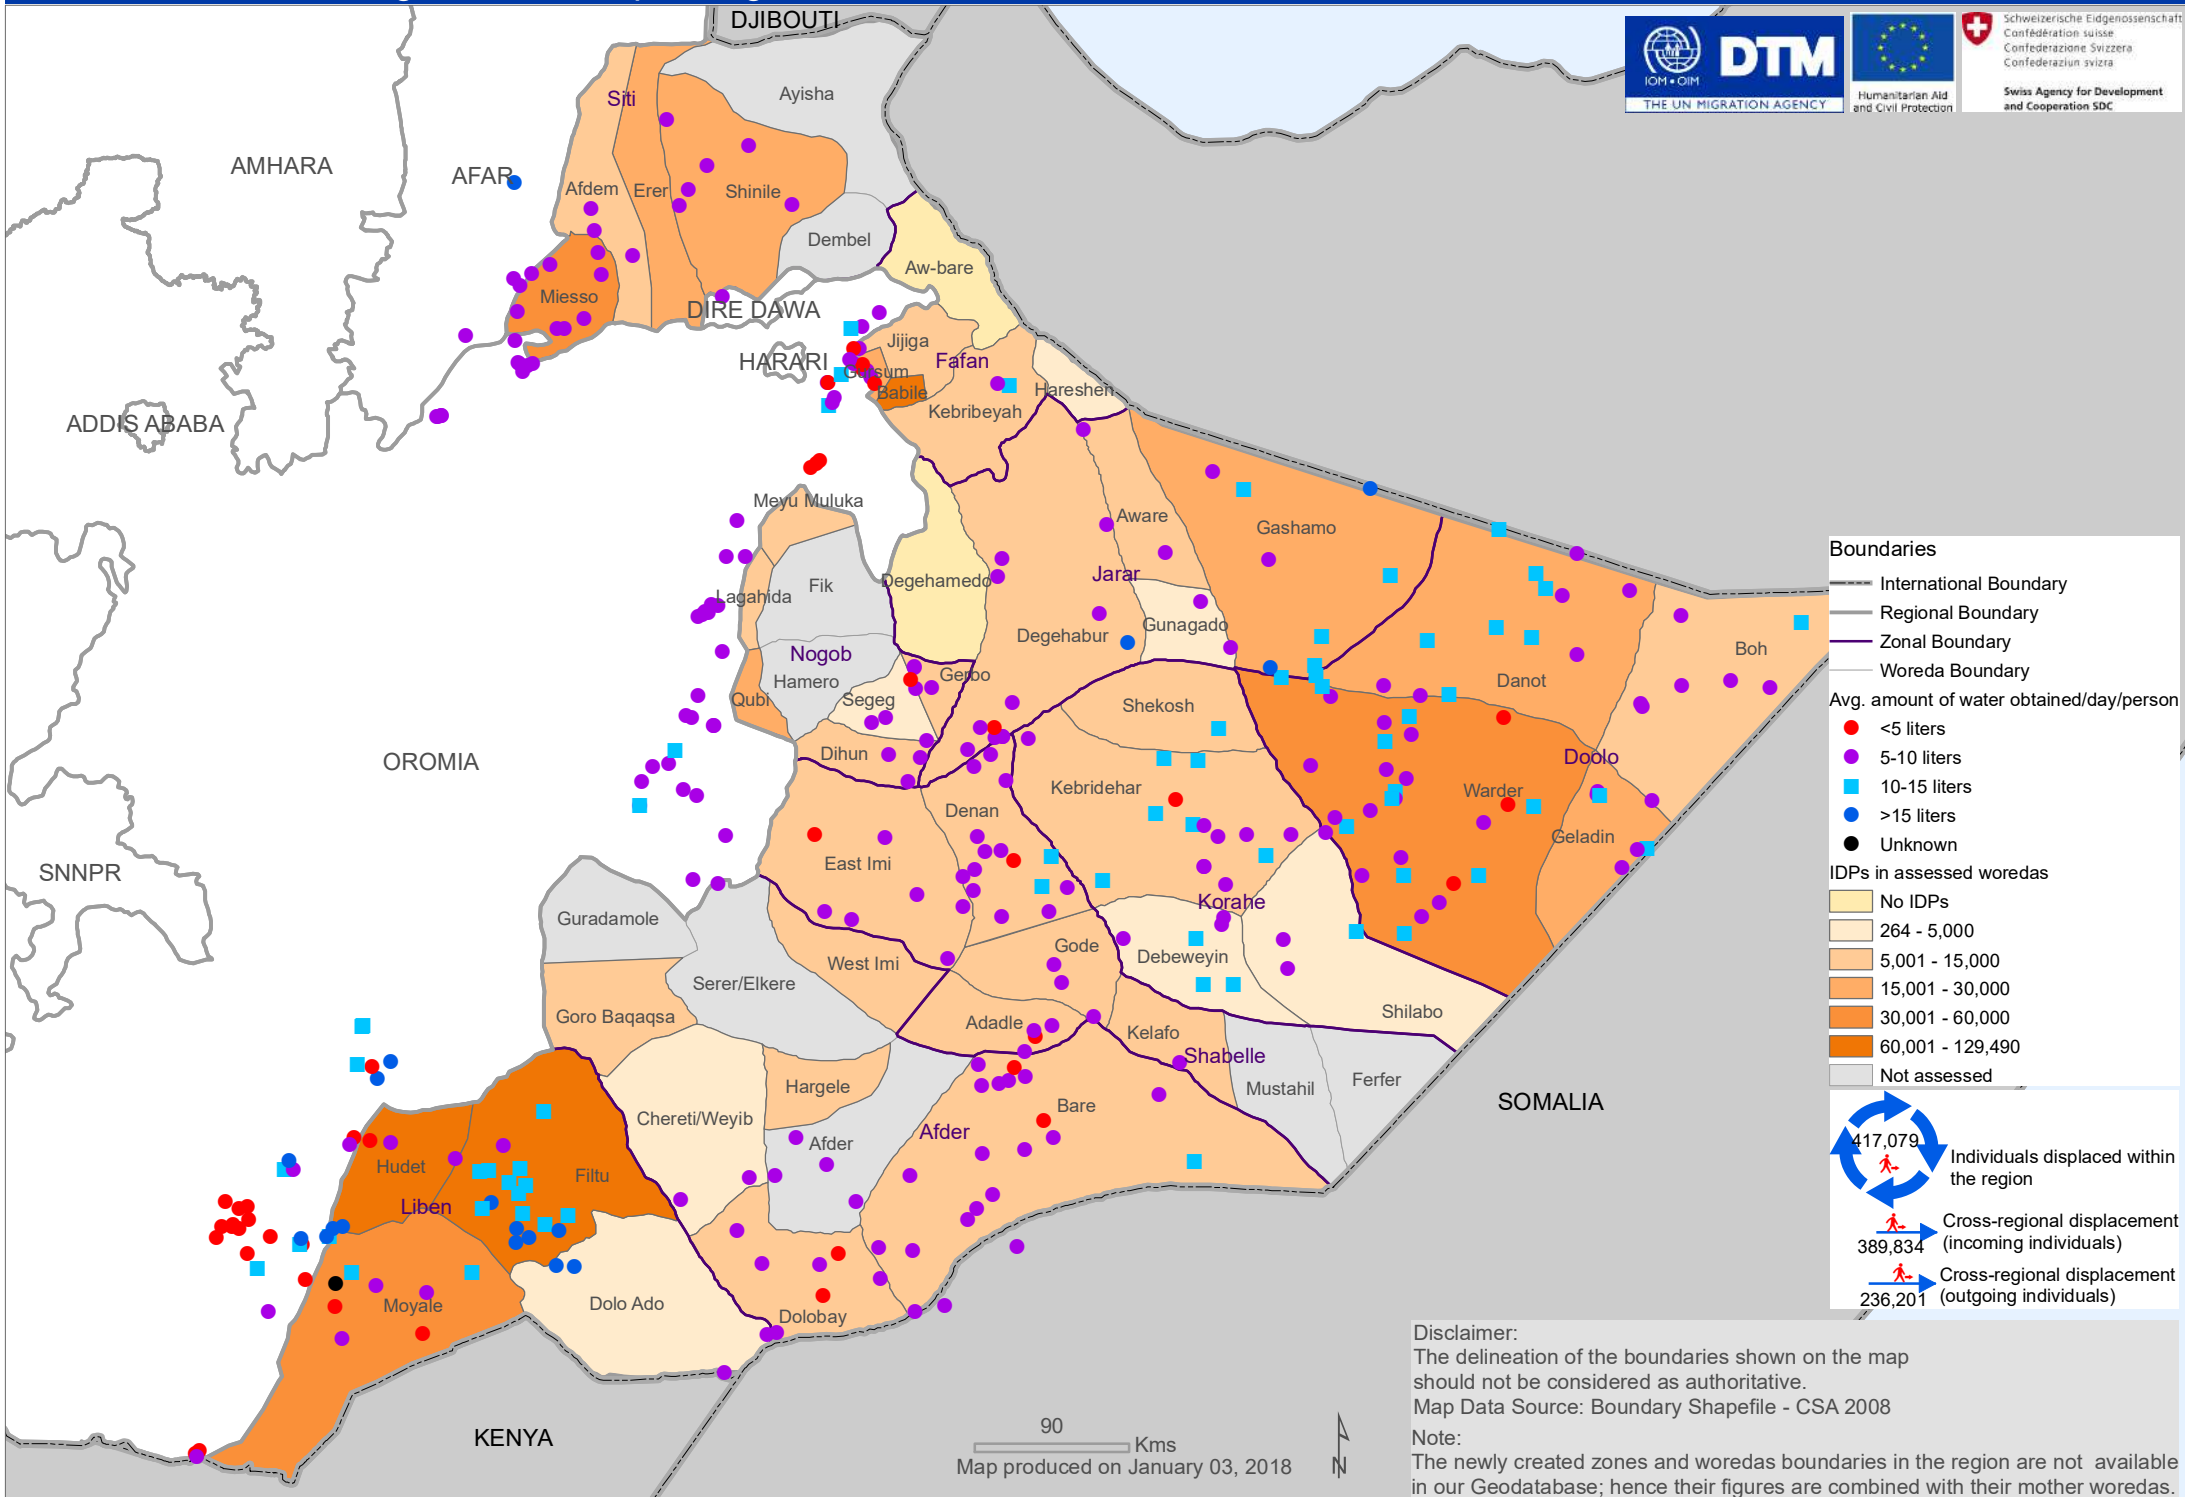 DJIBOUTI
IOM • OIM
DTM
THE UN MIGRATION AGENCY
Humanitarian Aid
and Civil Protection
Schweizerische Eidgenossenschaft
Confédération suisse
Confederazione Svizzera
Confederaziun svizra
Swiss Agency for Development
and Cooperation SDC
Siti
Ayisha
AMHARA
AFAR
Afdem
Erer
Shinile
Dembel
Aw-bare
Miesso
DIRE DAWA
Jijiga
HARARI
Fafan
Babile
Hareshen
Kebribeyah
ADDIS ABABA
Meyu Muluka
Aware
Gashamo
Jarar
Fik
Degehamedo
Lagahida
Gunagado
Degehabur
Nogob
Boh
Hamero
Gerbo
Danot
Qubi
Segeg
Shekosh
OROMIA
Dihun
Doolo
Kebridehar
Warder
Denan
Geladin
East Imi
SNNPR
Korahe
Guradamole
Gode
Debeweyin
West Imi
Serer/Elkere
Shilabo
Goro Baqaqsa
Adadle
Kelafo
Shabelle
Hargele
Mustahil
Ferfer
Chereti/Weyib
Bare
SOMALIA
Afder
Afder
Hudet
Filtu
Liben
Moyale
Dolo Ado
Dolobay
KENYA
Boundaries
International Boundary
Regional Boundary
Zonal Boundary
Woreda Boundary
Avg. amount of water obtained/day/person
<5 liters
5-10 liters
10-15 liters
>15 liters
Unknown
IDPs in assessed woredas
No IDPs
264 - 5,000
5,001 - 15,000
15,001 - 30,000
30,001 - 60,000
60,001 - 129,490
Not assessed
417,079
Individuals displaced within
the region
Cross-regional displacement
389,834
(incoming individuals)
Cross-regional displacement
236,201
(outgoing individuals)
90
Kms
Map produced on January 03, 2018
N
Disclaimer:
The delineation of the boundaries shown on the map
should not be considered as authoritative.
Map Data Source: Boundary Shapefile - CSA 2008
Note:
The newly created zones and woredas boundaries in the region are not available
in our Geodatabase; hence their figures are combined with their mother woredas.